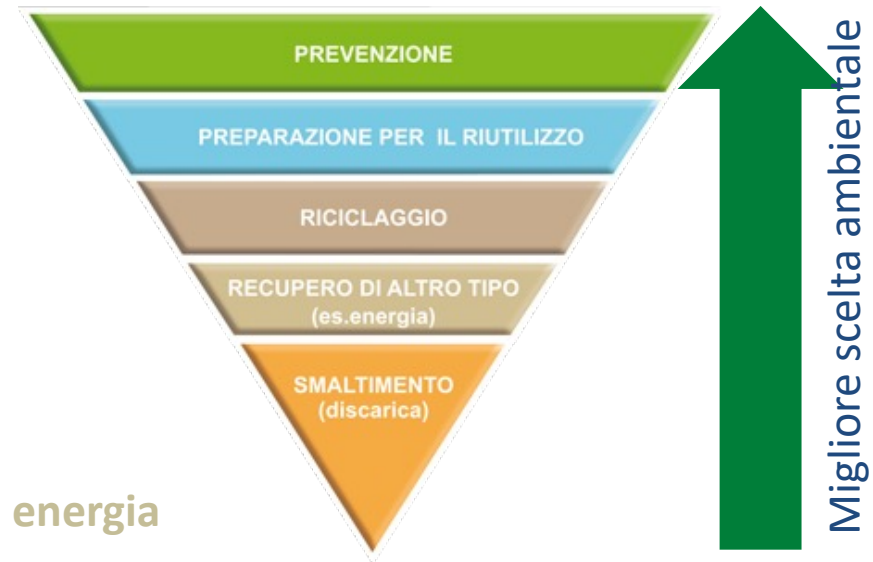 PREVENZIONE
PREPARAZIONE PER IL RIUTILIZZO
RICICLAGGIO
RECUPERO DI ALTRO TIPO
(es.energia)
SMALTIMENTO
(discarica)
energia
Migliore scelta ambientale